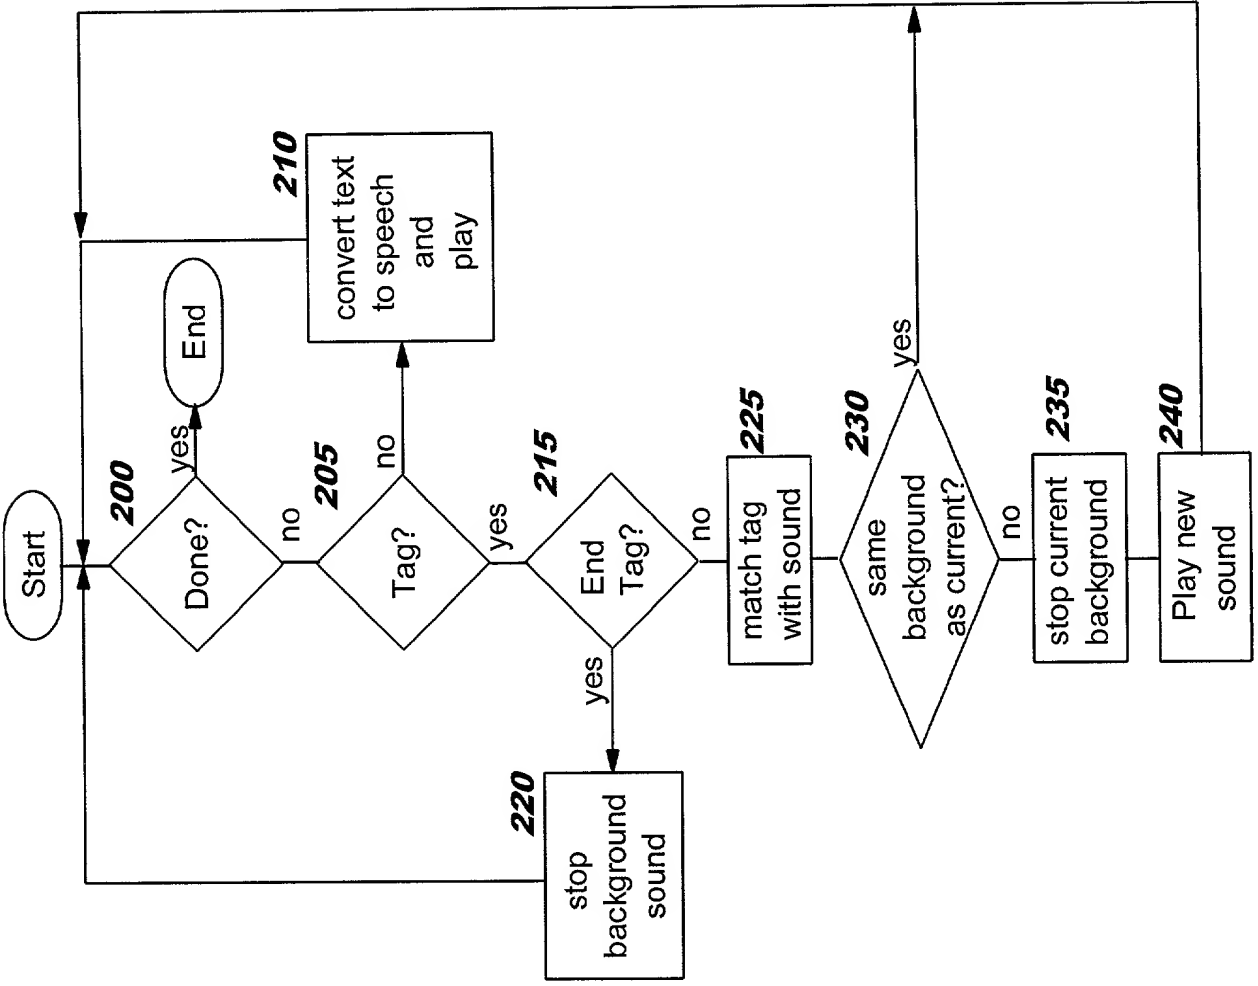 Start
200
Done?
yes
End
no
205
Tag?
no
210
convert text
to speech
and
play
yes
215
End
Tag?
yes
220
stop
background
sound
no
225
match tag
with sound
230
same
background
as current?
yes
no
235
stop current
background
240
Play new
sound